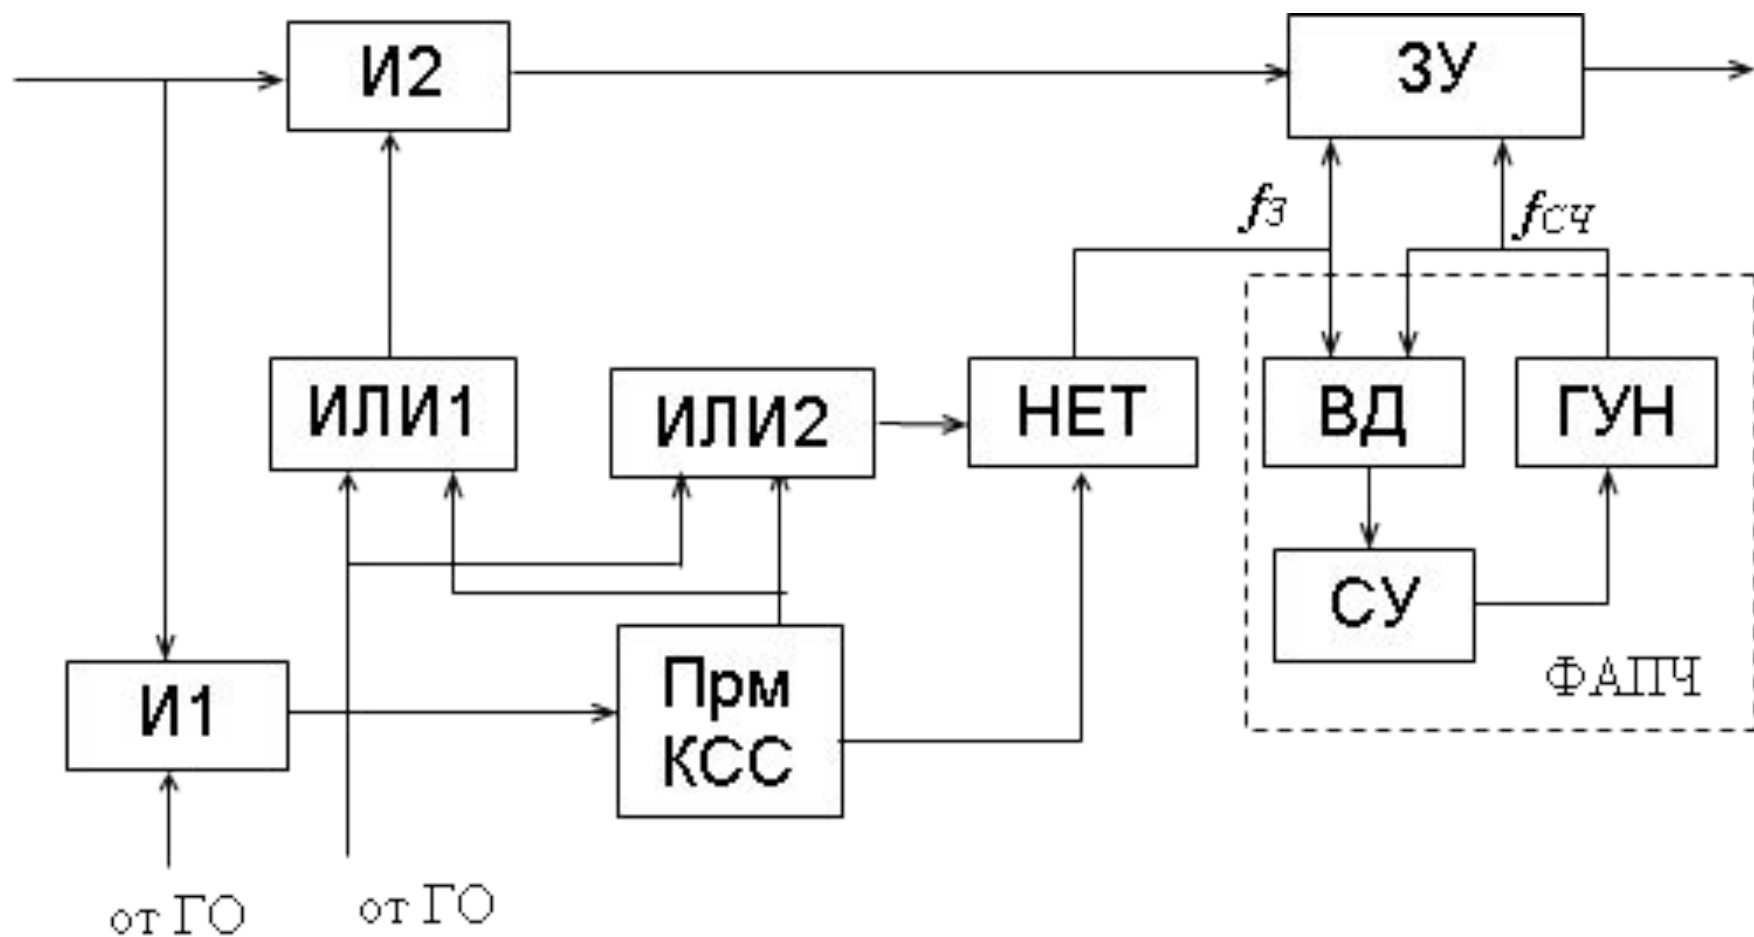 И2
ЗУ
fЗ
fСЧ
ИЛИ1
ИЛИ2
НЕТ
ВД
ГУН
СУ
И1
Прм
КСС
ФАПЧ
от ГО
от ГО